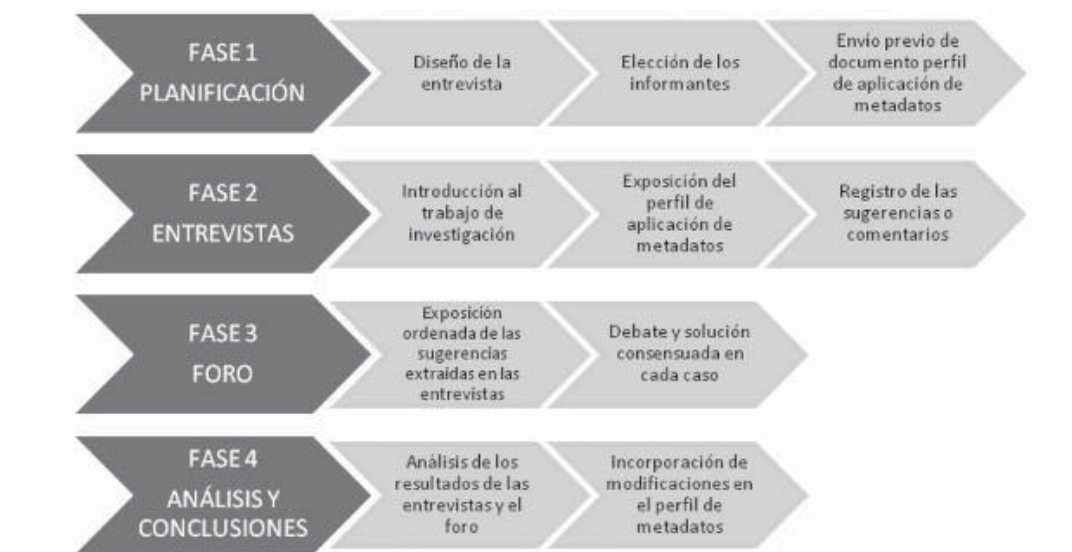 FASE 1
PLANIFICACIÓN
Diseño de la
entrevista
Elección de los
informantes
Envío previo de
documento perfil
de aplicación de
metadatos
FASE 2
ENTREVISTAS
Introducción al
trabajo de
investigación
Exposición del
perfil de
aplicación de
metadatos
Registro de las
sugerencias o
comentarios
FASE 3
FORO
Exposición
ordenada de las
sugerencias
extraídas en las
entrevistas
Debate y solución
consensuada en
cada caso
FASE 4
ANÁLISIS Y
CONCLUSIONES
Análisis de los
resultados de las
entrevistas y el
foro
Incorporación de
modificaciones en
el perfil de
metadatos